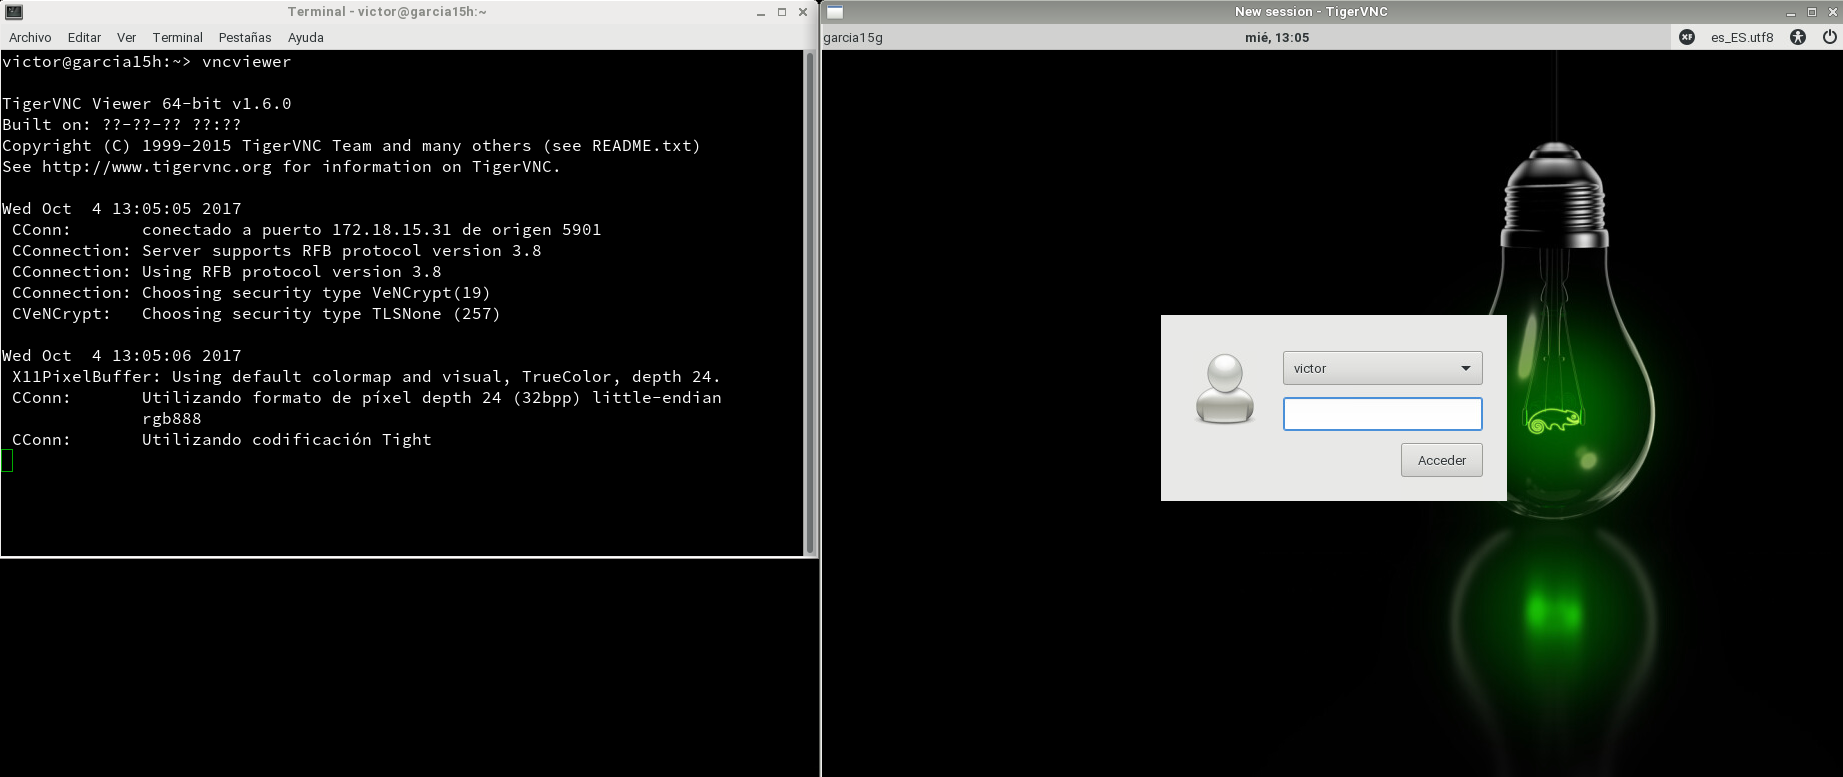 Terminal - victor@garcia15h:~
Archivo Editar Ver Terminal Pestañas Ayuda
victor@garcia15h:~> vncviewer
TigerVNC Viewer 64-bit v1.6.0
Built on: ??-??-?? ??:??
Copyright (C) 1999-2015 TigerVNC Team and many others (see README.txt)
See http://www.tigervnc.org for information on TigerVNC.
Wed Oct  4 13:05:05 2017
CConn:       conectado a puerto 172.18.15.31 de origen 5901
CConnection: Server supports RFB protocol version 3.8
CConnection: Using RFB protocol version 3.8
CConnection: Choosing security type VeNCrypt(19)
CVeNCrypt:   Choosing security type TLSNone (257)
Wed Oct  4 13:05:06 2017
X11PixelBuffer: Using default colormap and visual, TrueColor, depth 24.
CConn:       Utilizando formato de píxel depth 24 (32bpp) little-endian
rgb888
CConn:       Utilizando codificación Tight
New session - TigerVNC
garcia15g mié, 13:05 XF es_ES.utf8
victor
Acceder